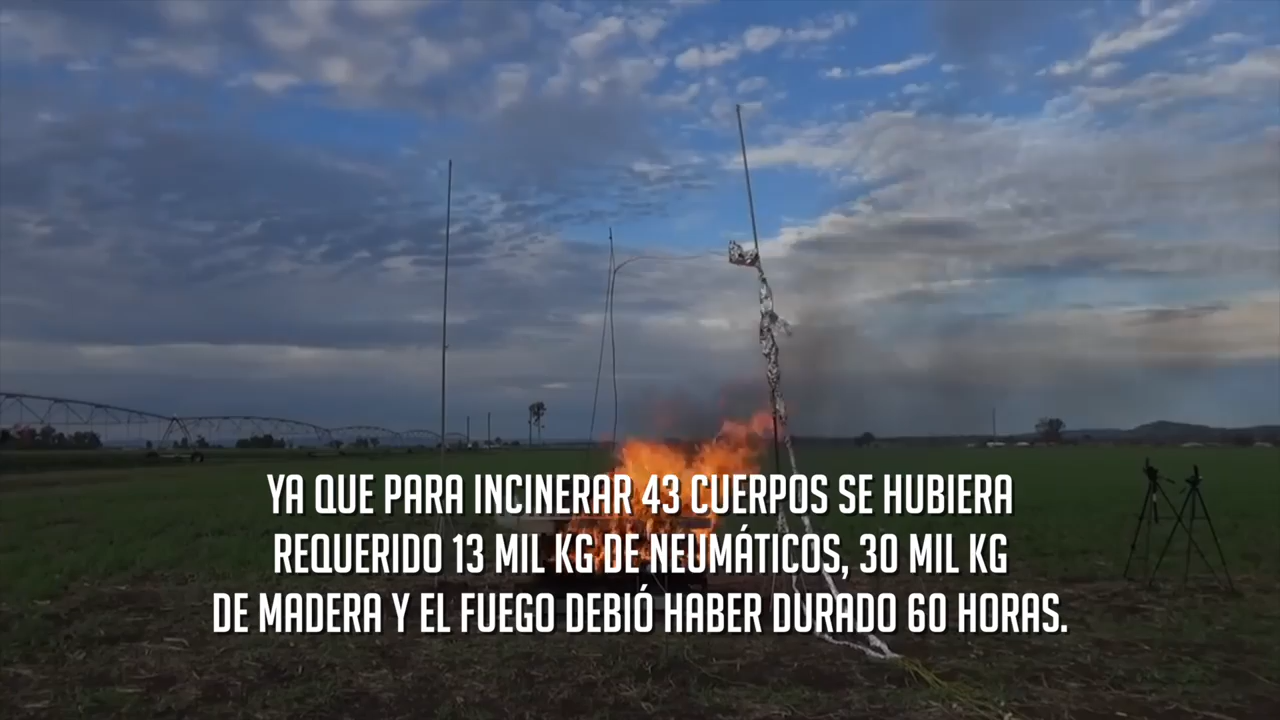 YA QUE PARA INCINERAR 43 CUERPOS SE HUBIERA
REQUERIDO 13 MIL KG DE NEUMÁTICOS, 30 MIL KG
DE MADERA Y EL FUEGO DEBIÓ HABER DURADO 60 HORAS.